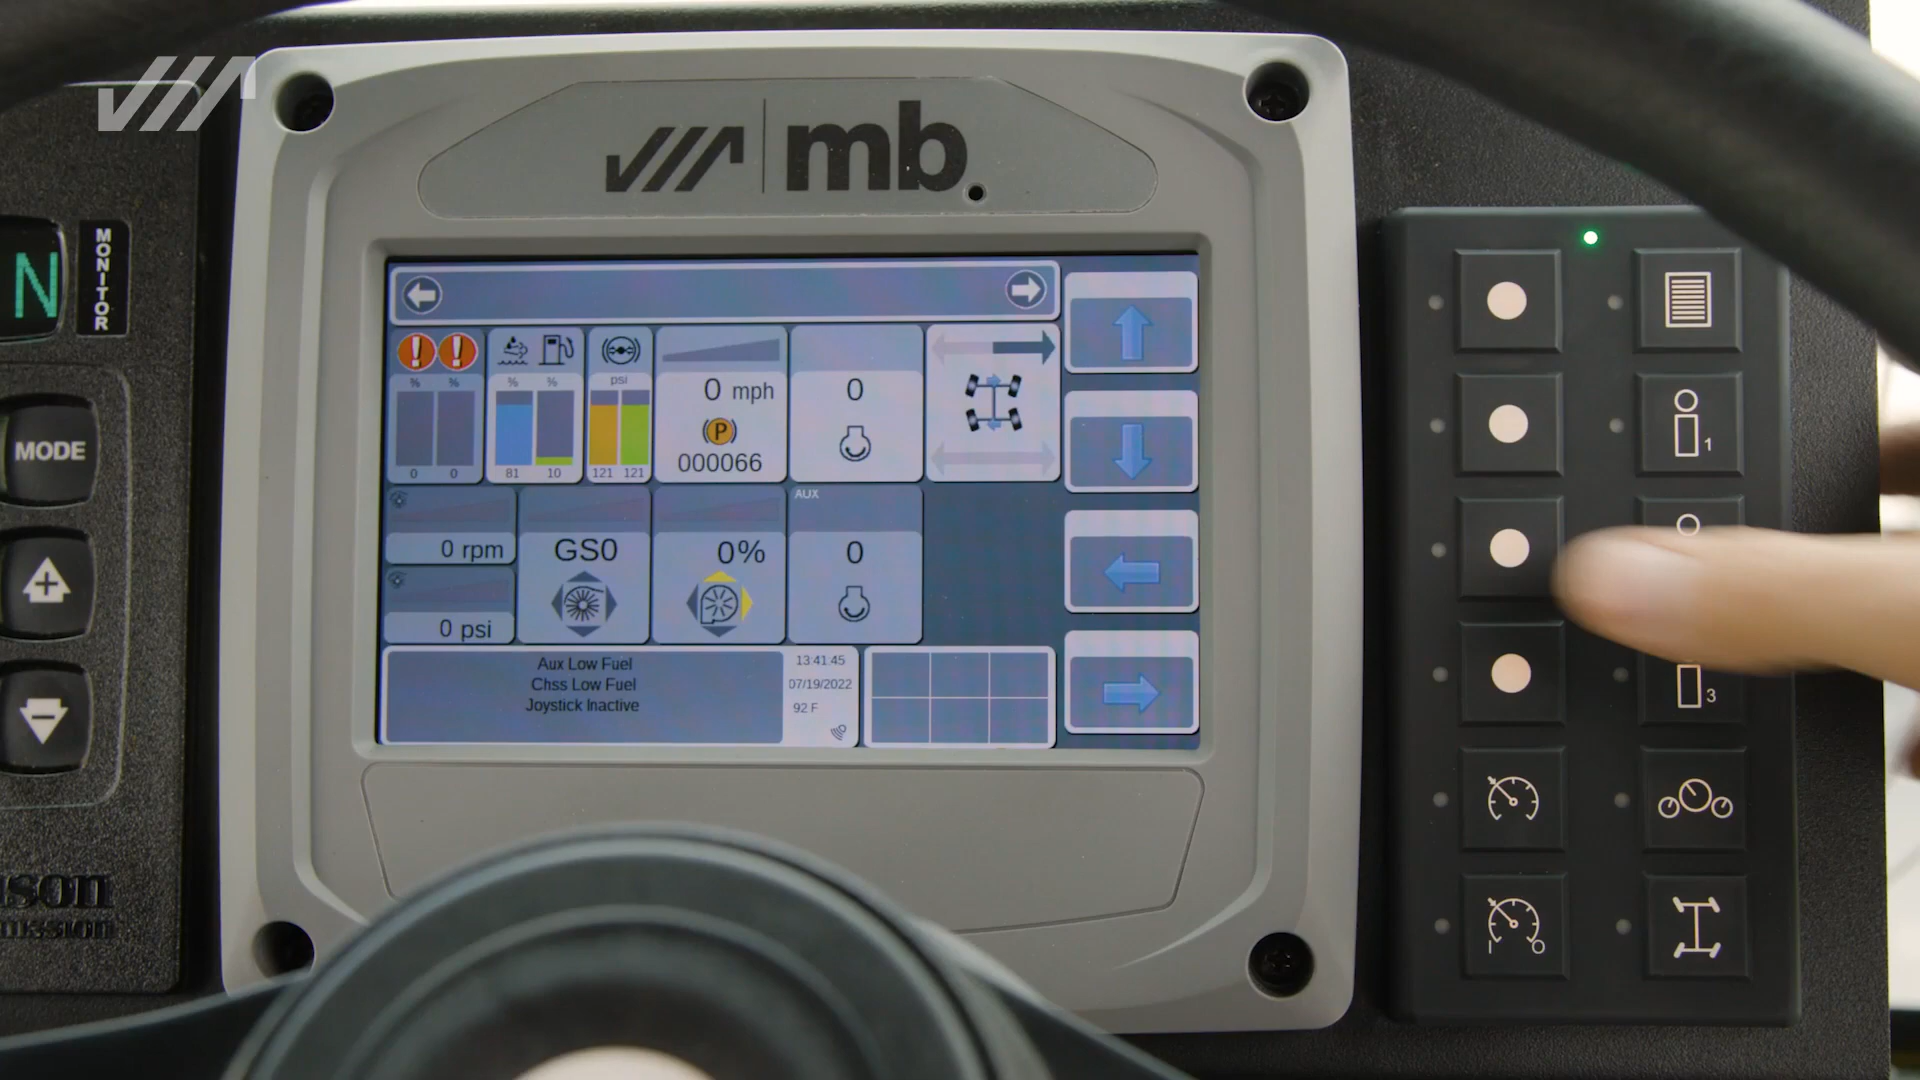 mb.
N
MONITOR
MODE
% %
0 0
% %
81 10
psi
121 121
0 mph
P
000066
0
0 rpm
0 psi
GS0
0%
AUX
0
Aux Low Fuel
Chss Low Fuel
Joystick Inactive
13:41:45
07/19/2022
92 F
1
3